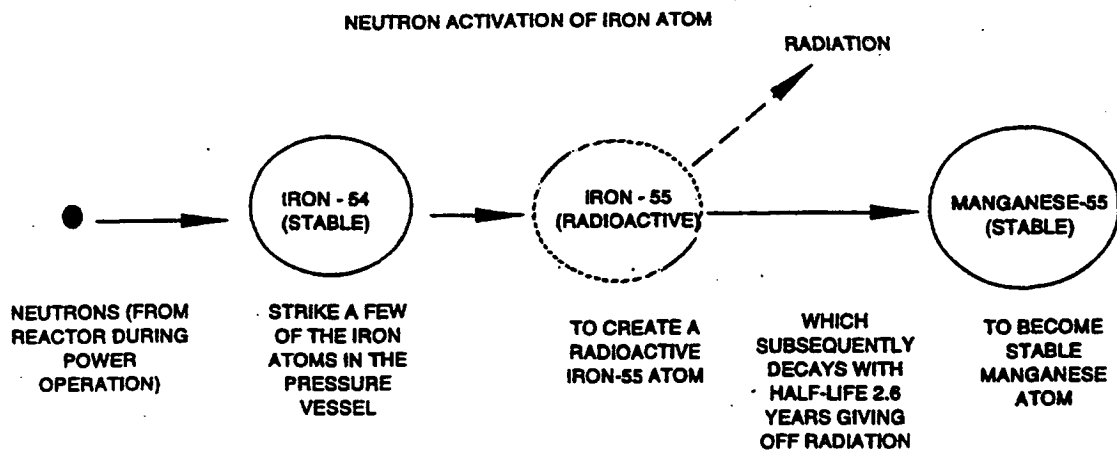 NEUTRON ACTIVATION OF IRON ATOM
RADIATION
IRON - 54
(STABLE)
IRON - 55
(RADIOACTIVE)
MANGANESE-55
(STABLE)
NEUTRONS (FROM
REACTOR DURING
POWER
OPERATION)
STRIKE A FEW
OF THE IRON
ATOMS IN THE
PRESSURE
VESSEL
TO CREATE A
RADIOACTIVE
IRON-55 ATOM
WHICH
SUBSEQUENTLY
DECAYS WITH
HALF-LIFE 2.6
YEARS GIVING
OFF RADIATION
TO BECOME
STABLE
MANGANESE
ATOM